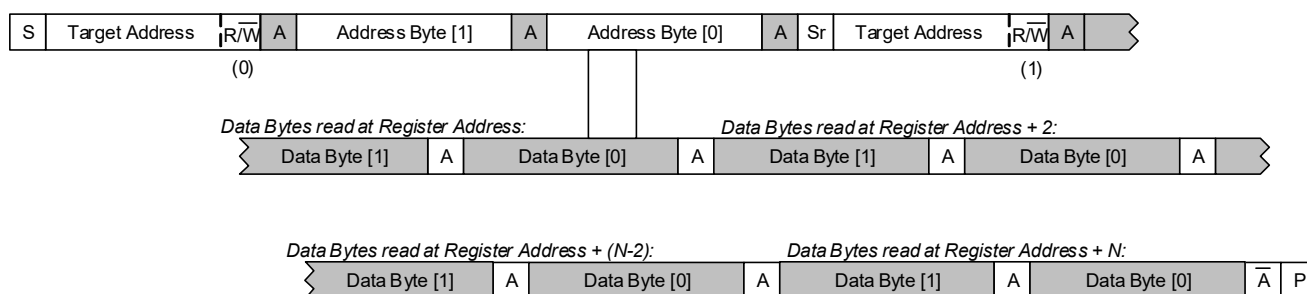 S Target Address R/W̅ A Address Byte [1] A Address Byte [0] A Sr Target Address R/W̅ A
(0) (1)
Data Bytes read at Register Address: Data Bytes read at Register Address + 2:
Data Byte [1] A Data Byte [0] A Data Byte [1] A Data Byte [0] A
Data Bytes read at Register Address + (N-2): Data Bytes read at Register Address + N:
Data Byte [1] A Data Byte [0] A Data Byte [1] A Data Byte [0] A̅ P